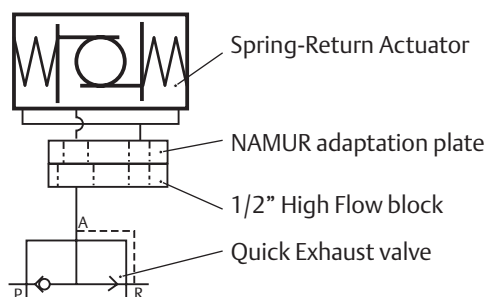 Spring-Return Actuator
NAMUR adaptation plate
1/2” High Flow block
A
Quick Exhaust valve
P
R